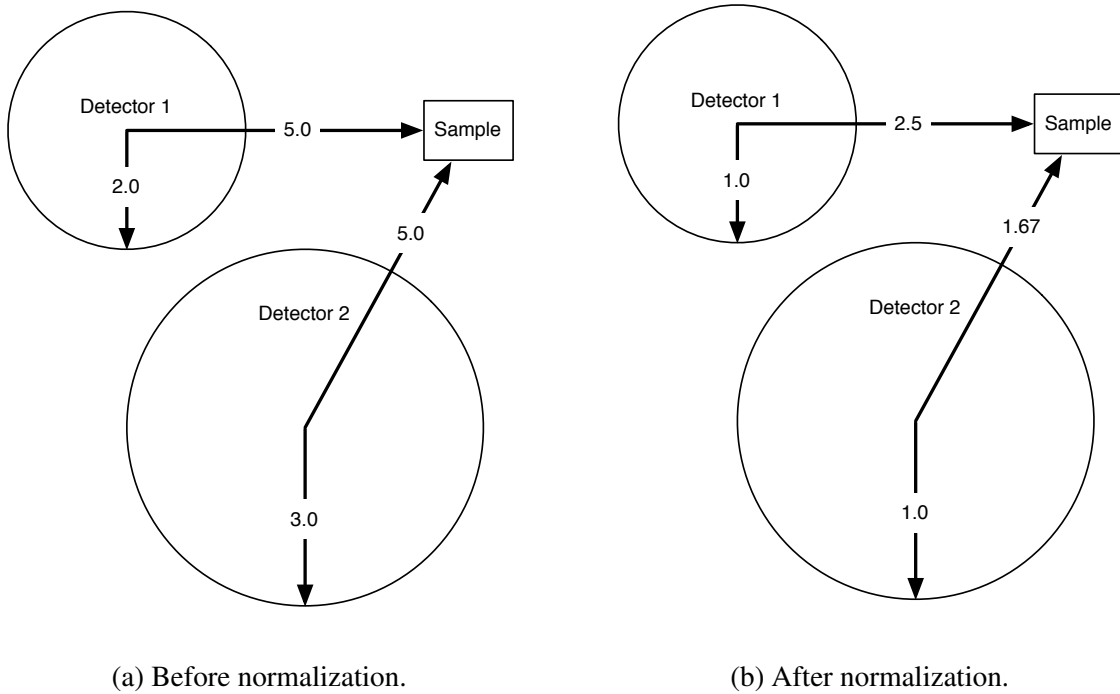 Detector 1
5.0
Sample
2.0
5.0
Detector 2
3.0
(a) Before normalization.
Detector 1
2.5
Sample
1.0
1.67
Detector 2
1.0
(b) After normalization.